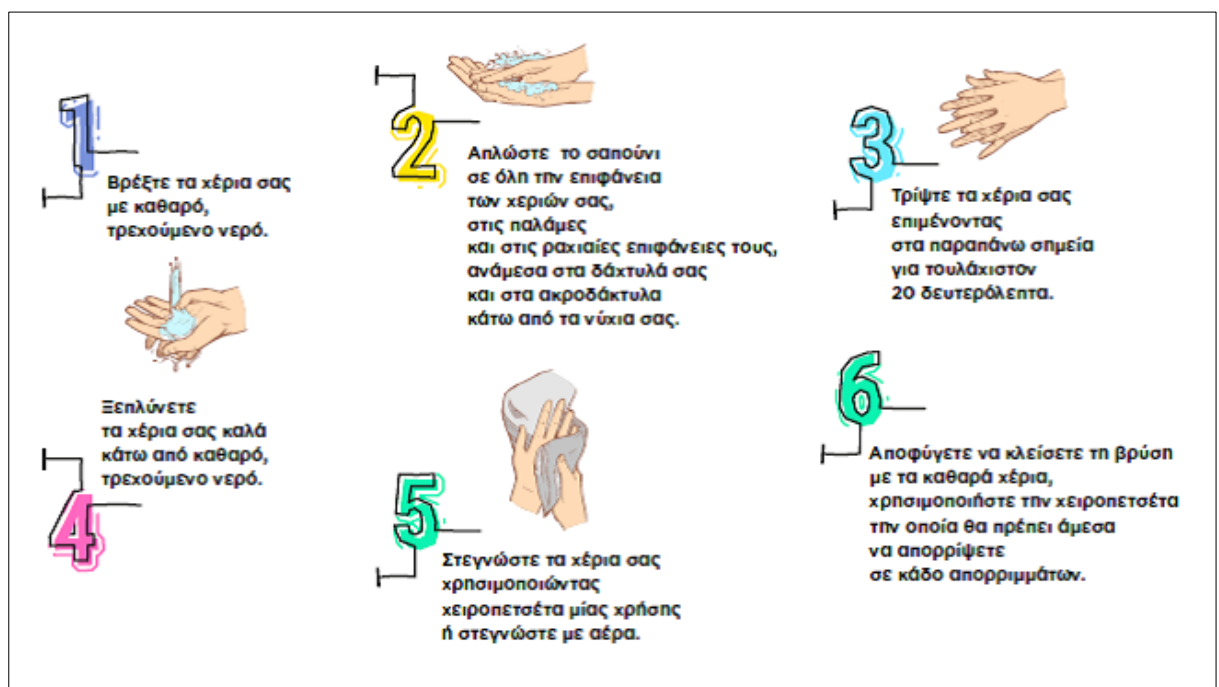 1
Βρέξτε τα χέρια σας
με καθαρό,
τρεχούμενο νερό.
2
Απλώστε το σαπούνι
σε όλη την επιφάνεια
των χεριών σας,
στις παλάμες
και στις ραχιαίες επιφάνειες τους,
ανάμεσα στα δάχτυλά σας
και στα ακροδάκτυλα
κάτω από τα νύχια σας.
3
Τρίψτε τα χέρια σας
επιμένοντας
στα παραπάνω σημεία
για τουλάχιστον
20 δευτερόλεπτα.
4
Ξεπλύνετε
τα χέρια σας καλά
κάτω από καθαρό,
τρεχούμενο νερό.
5
Στεγνώστε τα χέρια σας
χρησιμοποιώντας
χειροπετσέτα μίας χρήσης
ή στεγνώστε με αέρα.
6
Αποφύγετε να κλείσετε τη βρύση
με τα καθαρά χέρια,
χρησιμοποιήστε την χειροπετσέτα
την οποία θα πρέπει άμεσα
να απορρίψετε
σε κάδο απορριμμάτων.